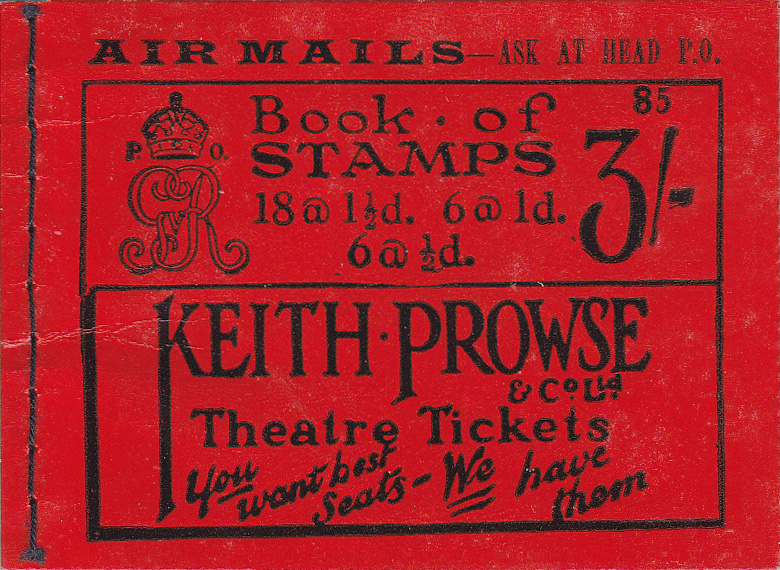 AIR MAILS—ASK AT HEAD P.O.
85
Book · of
STAMPS
3/-
P. O.
GR
18 @ 1½d. 6 @ 1d.
6 @ ½d.
KEITH · PROWSE
& Co Ltd.
Theatre Tickets
You want best seats – We have them